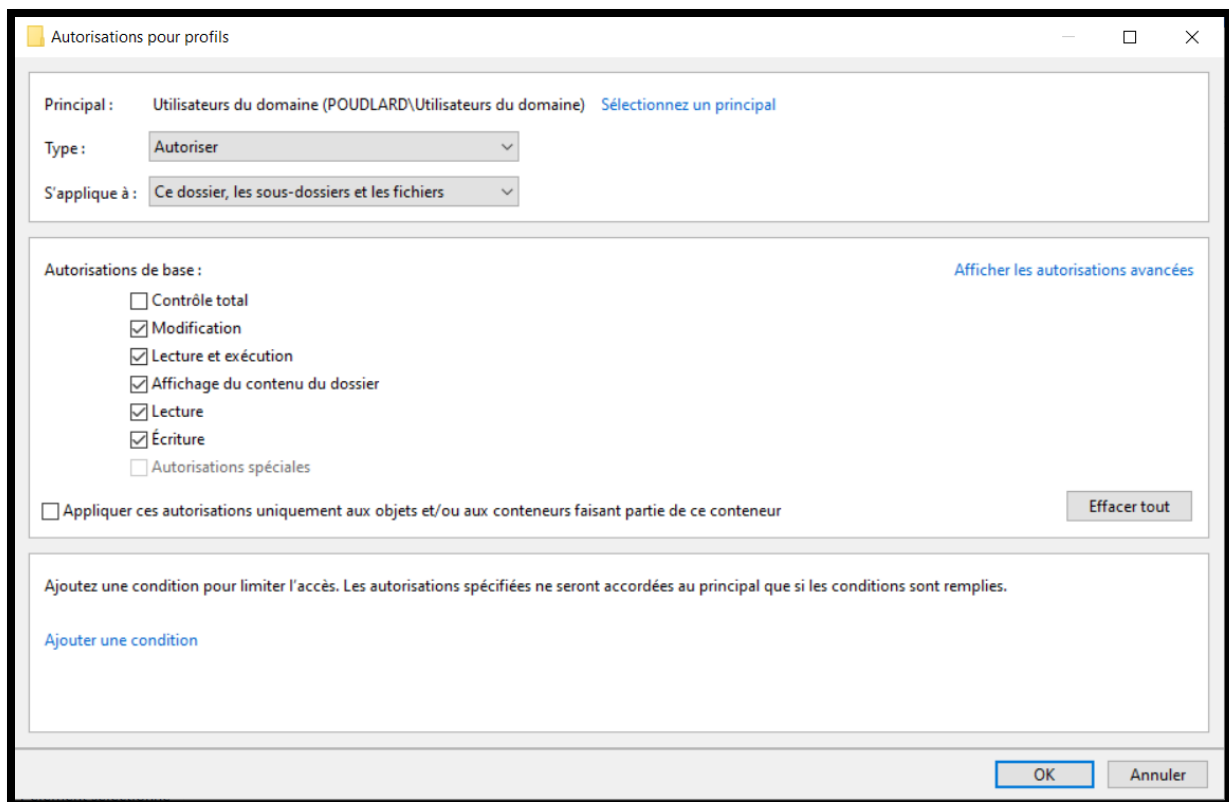 Autorisations pour profils
Principal : Utilisateurs du domaine (POUDLARD\Utilisateurs du domaine) Sélectionnez un principal
Type : Autoriser
S'applique à : Ce dossier, les sous-dossiers et les fichiers
Autorisations de base : Afficher les autorisations avancées
Contrôle total
Modification
Lecture et exécution
Affichage du contenu du dossier
Lecture
Écriture
Autorisations spéciales
Appliquer ces autorisations uniquement aux objets et/ou aux conteneurs faisant partie de ce conteneur Effacer tout
Ajoutez une condition pour limiter l'accès. Les autorisations spécifiées ne seront accordées au principal que si les conditions sont remplies.
Ajouter une condition
OK Annuler